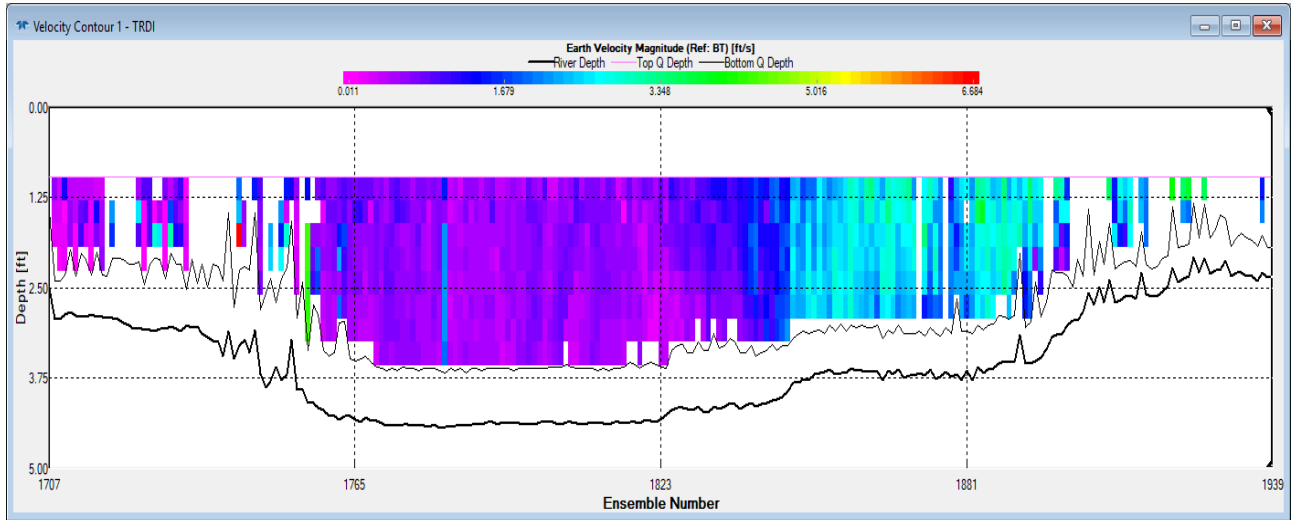 Velocity Contour 1 - TRDI
Earth Velocity Magnitude (Ref: BT) [ft/s]
River Depth Top Q Depth Bottom Q Depth
0.011 1.679 3.348 5.016 6.684
0.00
1.25
2.50
3.75
5.00
Depth [ft]
1707 1765 1823 1881 1939
Ensemble Number